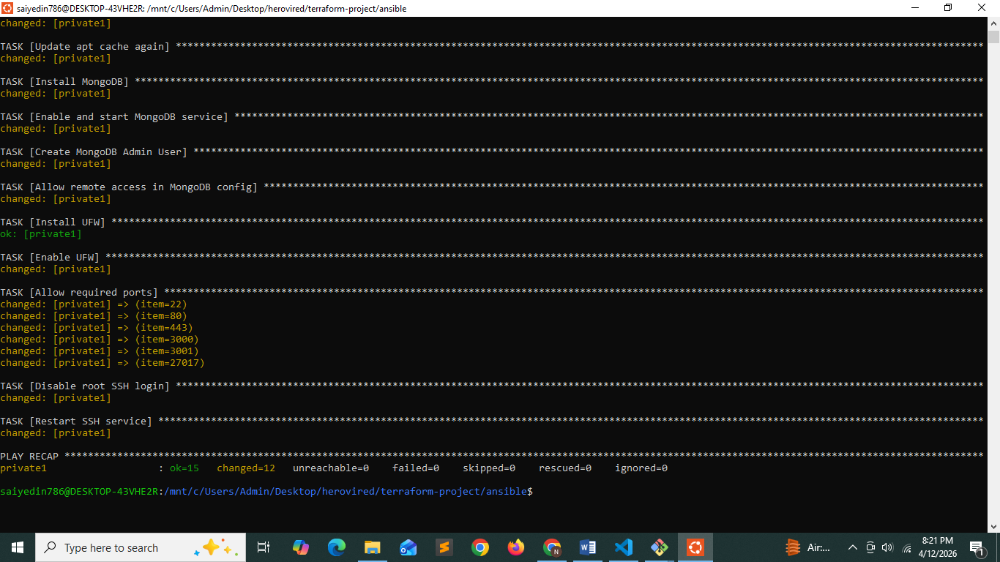 saiyedin786@DESKTOP-43VHE2R: /mnt/c/Users/Admin/Desktop/herovired/terraform-project/ansible
changed: [private1]
TASK [Update apt cache again] ******************************************************************************************************************************************
changed: [private1]
TASK [Install MongoDB] *************************************************************************************************************************************************
changed: [private1]
TASK [Enable and start MongoDB service] ********************************************************************************************************************************
changed: [private1]
TASK [Create MongoDB Admin User] ***************************************************************************************************************************************
changed: [private1]
TASK [Allow remote access in MongoDB config] ***************************************************************************************************************************
changed: [private1]
TASK [Install UFW] *****************************************************************************************************************************************************
ok: [private1]
TASK [Enable UFW] ******************************************************************************************************************************************************
changed: [private1]
TASK [Allow required ports] ********************************************************************************************************************************************
changed: [private1] => (item=22)
changed: [private1] => (item=80)
changed: [private1] => (item=443)
changed: [private1] => (item=3000)
changed: [private1] => (item=3001)
changed: [private1] => (item=27017)
TASK [Disable root SSH login] ******************************************************************************************************************************************
changed: [private1]
TASK [Restart SSH service] *********************************************************************************************************************************************
changed: [private1]
PLAY RECAP *************************************************************************************************************************************************************
private1                   : ok=15   changed=12   unreachable=0    failed=0    skipped=0    rescued=0    ignored=0
saiyedin786@DESKTOP-43VHE2R:/mnt/c/Users/Admin/Desktop/herovired/terraform-project/ansible$
Type here to search
Air:...
8:21 PM
4/12/2026
1